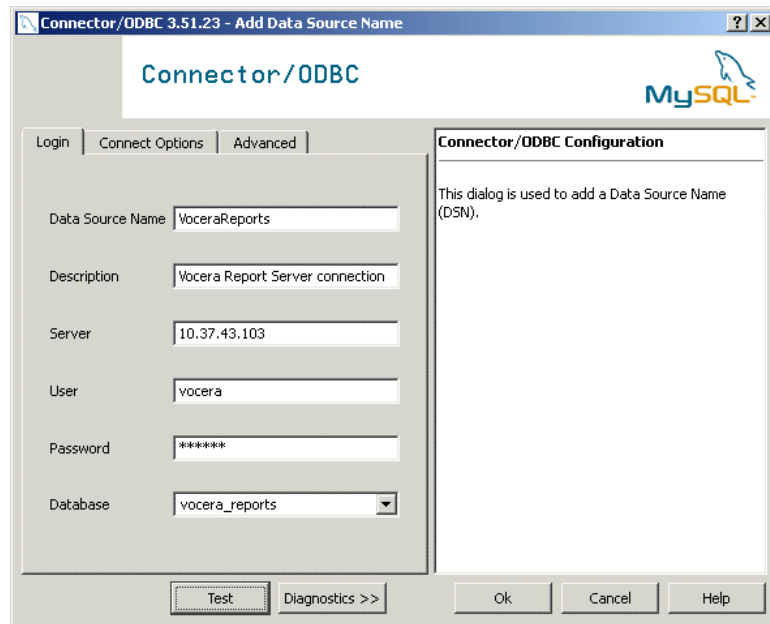 Connector/ODBC 3.51.23 - Add Data Source Name
Connector/ODBC
MySQL
Login
Connect Options
Advanced
Data Source Name
VoceraReports
Description
Vocera Report Server connection
Server
10.37.43.103
User
vocera
Password
******
Database
vocera_reports
Connector/ODBC Configuration
This dialog is used to add a Data Source Name
(DSN).
Test
Diagnostics >>
Ok
Cancel
Help